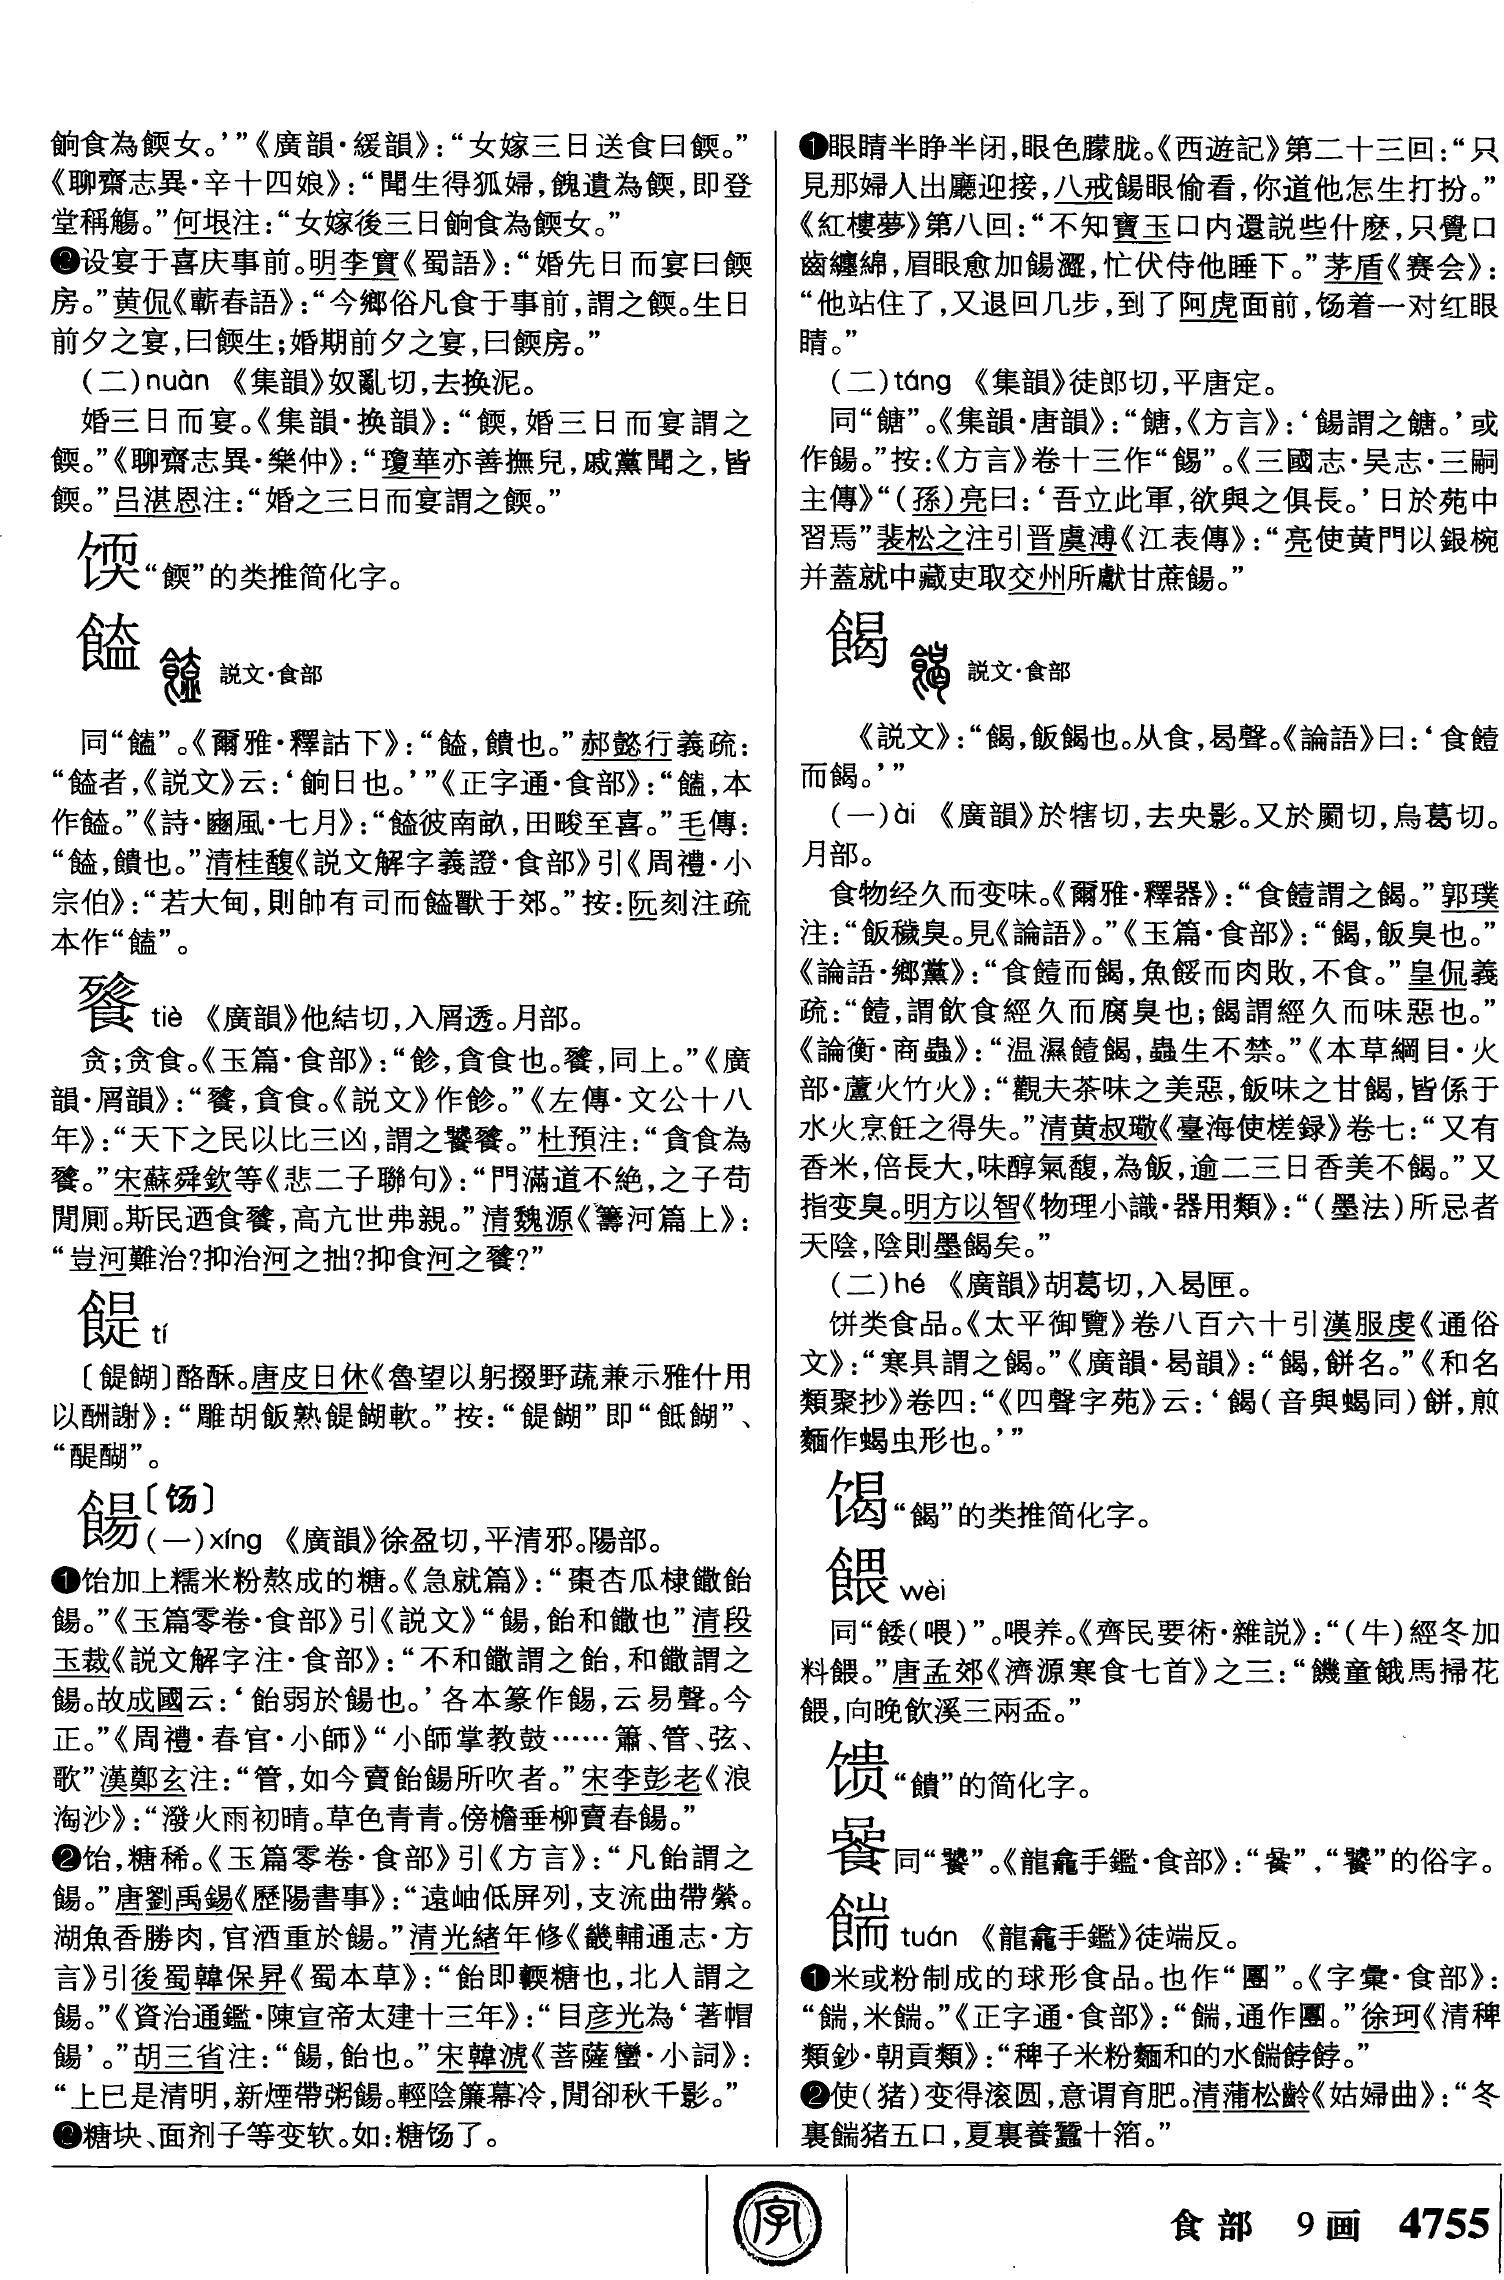 餉食為餪女。’”《廣韻·緩韻》：“女嫁三日送食曰餪。”
《聊齋志異·辛十四娘》：“聞生得狐婦，餽遺為餪，即登
堂稱觴。”何垠注：“女嫁後三日餉食為餪女。”
❷设宴于喜庆事前。明李實《蜀語》：“婚先日而宴曰餪
房。”黄侃《蘄春語》：“今鄉俗凡食于事前，謂之餪。生日
前夕之宴，曰餪生；婚期前夕之宴，曰餪房。”
（二）nuàn 《集韻》奴亂切，去换泥。
婚三日而宴。《集韻·换韻》：“餪，婚三日而宴謂之
餪。”《聊齋志異·樂仲》：“瓊華亦善撫兒，戚黨聞之，皆
餪。”吕湛恩注：“婚之三日而宴謂之餪。”
“餪”的类推简化字。
説文·食部
同“饁”。《爾雅·釋詁下》：“饁，饋也。”郝懿行義疏：
“饁者，《説文》云：‘餉日也。’”《正字通·食部》：“饁，本
作𩜶。”《詩·豳風·七月》：“饁彼南畝，田畯至喜。”毛傳：
“饁，饋也。”清桂馥《説文解字義證·食部》引《周禮·小
宗伯》：“若大甸，則帥有司而饁獸于郊。”按：阮刻注疏
本作“饁”。
餮 tiè 《廣韻》他結切，入屑透。月部。
贪；贪食。《玉篇·食部》：“飻，貪食也。餮，同上。”《廣
韻·屑韻》：“餮，貪食。《説文》作飻。”《左傳·文公十八
年》：“天下之民以比三凶，謂之饕餮。”杜預注：“貪食為
餮。”宋蘇舜欽等《悲二子聯句》：“門滿道不絶，之子苟
閒厠。斯民迺食餮，高亢世弗親。”清魏源《籌河篇上》：
“豈河難治?抑治河之拙?抑食河之餮?”
餳 tí
〔餳餬〕酪酥。唐皮日休《魯望以躬掇野蔬兼示雅什用
以酬謝》：“雕胡飯熟餬軟。”按：“餬”即“䬫餬”、
“醍醐”。
餳〔饧〕
（一）xíng 《廣韻》徐盈切，平清邪。陽部。
❶饴加上糯米粉熬成的糖。《急就篇》：“棗杏瓜棣饊飴
餳。”《玉篇零卷·食部》引《説文》“餳，飴和饊也”清段
玉裁《説文解字注·食部》：“不和饊謂之飴，和饊謂之
餳。故成國云：‘飴弱於餳也。’各本篆作餳，云易聲。今
正。”《周禮·春官·小師》“小師掌教鼓……簫、管、弦、
歌”漢鄭玄注：“管，如今賣飴餳所吹者。”宋李彭老《浪
淘沙》：“潑火雨初晴。草色青青。傍檐垂柳賣春餳。”
❷饴，糖稀。《玉篇零卷·食部》引《方言》：“凡飴謂之
餳。”唐劉禹錫《歷陽書事》：“遠岫低屏列，支流曲帶縈。
湖魚香勝肉，官酒重於餳。”清光緒年修《畿輔通志·方
言》引後蜀韓保昇《蜀本草》：“飴即輭糖也，北人謂之
餳。”《資治通鑑·陳宣帝太建十三年》：“目彦光為‘著帽
餳’。”胡三省注：“餳，飴也。”宋韓淲《菩薩蠻·小詞》：
“上巳是清明，新煙帶粥餳。輕陰簾幕冷，閒卻秋千影。”
❸糖块、面剂子等变软。如：糖饧了。
❶眼睛半睁半闭，眼色朦胧。《西遊記》第二十三回：“只
見那婦人出廳迎接，八戒餳眼偷看，你道他怎生打扮。”
《紅樓夢》第八回：“不知寶玉口内還説些什麽，只覺口
齒纏綿，眉眼愈加餳澀，忙伏侍他睡下。”茅盾《赛会》：
“他站住了，又退回几步，到了阿虎面前，饧着一对红眼
睛。”
（二）táng 《集韻》徒郎切，平唐定。
同“餹”。《集韻·唐韻》：“餹，《方言》：‘餳謂之餹。’或
作餳。”按：《方言》卷十三作“餳”。《三國志·吴志·三嗣
主傳》“（孫）亮曰：‘吾立此軍，欲與之俱長。’日於苑中
習焉”裴松之注引晋虞溥《江表傳》：“亮使黄門以銀椀
并蓋就中藏吏取交州所獻甘蔗餳。”
餲 説文·食部
《説文》：“餲，飯餲也。从食，曷聲。《論語》曰：‘食饐
而餲。’”
（一）ài 《廣韻》於犗切，去夬影。又於罽切，烏葛切。
月部。
食物经久而变味。《爾雅·釋器》：“食饐謂之餲。”郭璞
注：“飯穢臭。見《論語》。”《玉篇·食部》：“餲，飯臭也。”
《論語·鄉黨》：“食饐而餲，魚餒而肉敗，不食。”皇侃義
疏：“饐，謂飲食經久而腐臭也；餲謂經久而味惡也。”
《論衡·商蟲》：“温濕饐餲，蟲生不禁。”《本草綱目·火
部·蘆火竹火》：“觀夫茶味之美惡，飯味之甘餲，皆係于
水火烹飪之得失。”清黄叔璥《臺海使槎録》卷七：“又有
香米，倍長大，味醇氣馥，為飯，逾二三日香美不餲。”又
指变臭。明方以智《物理小識·器用類》：“（墨法）所忌者
天陰，陰則墨餲矣。”
（二）hé 《廣韻》胡葛切，入曷匣。
饼类食品。《太平御覽》卷八百六十引漢服虔《通俗
文》：“寒具謂之餲。”《廣韻·曷韻》：“餲，餅名。”《和名
類聚抄》卷四：“《四聲字苑》云：‘餲（音與蝎同）餅，煎
麵作蝎虫形也。’”
“餲”的类推简化字。
餵 wèi
同“餧（喂）”。喂养。《齊民要術·雜説》：“（牛）經冬加
料餵。”唐孟郊《濟源寒食七首》之三：“饑童餓馬掃花
餵，向晚飲溪三兩盃。”
馈 “饋”的简化字。
同“饕”。《龍龕手鑑·食部》：“”，“饕”的俗字。
tuán 《龍龕手鑑》徒端反。
❶米或粉制成的球形食品。也作“團”。《字彙·食部》：
“䭔，米䭔。”《正字通·食部》：“，通作團。”徐珂《清稗
類鈔·朝貢類》：“稗子米粉麵和的水餑餑。”
❷使（猪）变得滚圆，意谓育肥。清蒲松齡《姑婦曲》：“冬
裏猪五口，夏裏養蠶十箔。”
食部 9画 4755